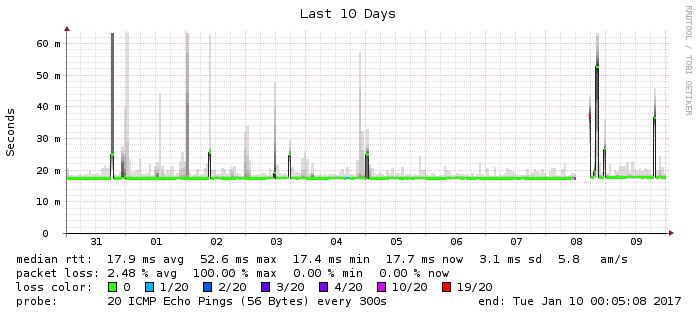 Last 10 Days
RRDTOOL / TOBI OETIKER
Seconds
60 m
50 m
40 m
30 m
20 m
10 m
0
31 01 02 03 04 05 06 07 08 09
median rtt: 17.9 ms avg 52.6 ms max 17.4 ms min 17.7 ms now 3.1 ms sd 5.8 am/s
packet loss: 2.48 % avg 100.00 % max 0.00 % min 0.00 % now
loss color: 0 1/20 2/20 3/20 4/20 10/20 19/20
probe: 20 ICMP Echo Pings (56 Bytes) every 300s end: Tue Jan 10 00:05:08 2017